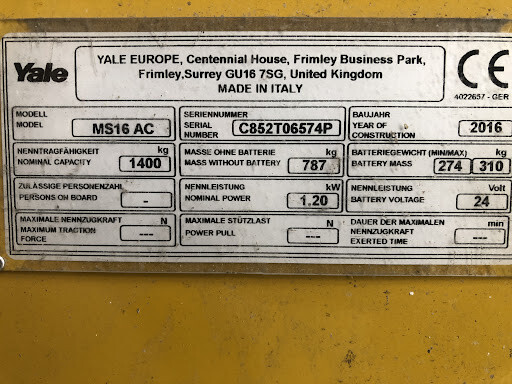 Yale
YALE EUROPE, Centennial House, Frimley Business Park,
Frimley,Surrey GU16 7SG, United Kingdom
MADE IN ITALY
CE
4022657 - GER
MODELL
MODEL
MS16 AC
SERIENNUMMER
SERIAL
NUMBER
C852T06574P
BAUJAHR
YEAR OF
CONSTRUCTION
2016
NENNTRAGFÄHIGKEIT kg
NOMINAL CAPACITY 1400
MASSE OHNE BATTERIE kg
MASS WITHOUT BATTERY 787
BATTERIEGEWICHT (MIN/MAX) kg
BATTERY MASS 274 310
ZULÄSSIGE PERSONENZAHL
PERSONS ON BOARD -
NENNLEISTUNG kW
NOMINAL POWER 1.20
NENNLEISTUNG Volt
BATTERY VOLTAGE 24
MAXIMALE NENNZUGKRAFT N
MAXIMUM TRACTION
FORCE ---
MAXIMALE STÜTZLAST N
POWER PULL ---
DAUER DER MAXIMALEN min
NENNZUGKRAFT
EXERTED TIME ---